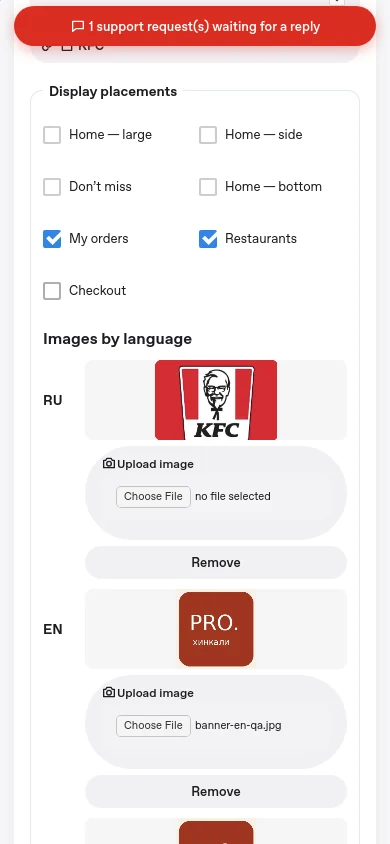 1 support request(s) waiting for a reply
KFC
Display placements
Home — large
Home — side
Don’t miss
Home — bottom
My orders
Restaurants
Checkout
Images by language
RU
KFC
Upload image
Choose File no file selected
Remove
EN
PRO.
хинкали
Upload image
Choose File banner-en-qa.jpg
Remove